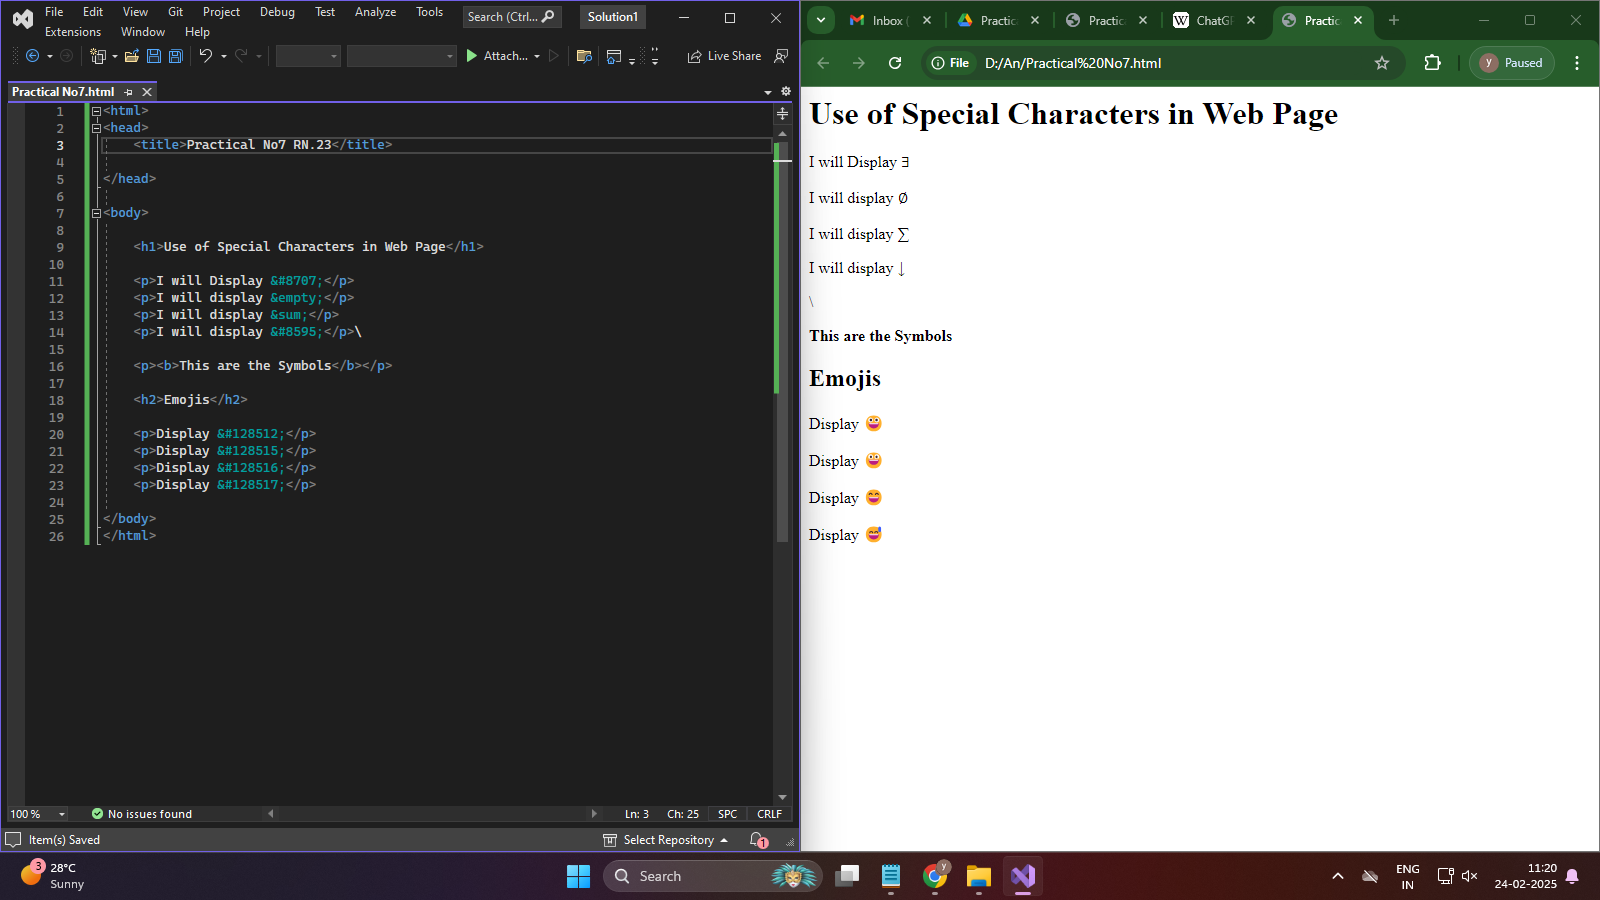 File Edit View Git Project Debug Test Analyze Tools Search (Ctrl... Solution1
Extensions Window Help
Attach... Live Share
Practical No7.html
1 <html>
2 <head>
3 <title>Practical No7 RN.23</title>
4
5 </head>
6
7 <body>
8
9 <h1>Use of Special Characters in Web Page</h1>
10
11 <p>I will Display &#8707;</p>
12 <p>I will display &empty;</p>
13 <p>I will display &sum;</p>
14 <p>I will display &#8595;</p>\
15
16 <p><b>This are the Symbols</b></p>
17
18 <h2>Emojis</h2>
19
20 <p>Display &#128512;</p>
21 <p>Display &#128515;</p>
22 <p>Display &#128516;</p>
23 <p>Display &#128517;</p>
24
25 </body>
26 </html>
100 % No issues found Ln: 3 Ch: 25 SPC CRLF
Item(s) Saved Select Repository 1
Inbox ( Practic Practic W ChatGP Practic
File D:/An/Practical%20No7.html y Paused
Use of Special Characters in Web Page
I will Display ∃
I will display ∅
I will display ∑
I will display ↓
\
This are the Symbols
Emojis
Display 😀
Display 😃
Display 😄
Display 😅
3 28°C
Sunny
Search
y
ENG
IN
11:20
24-02-2025